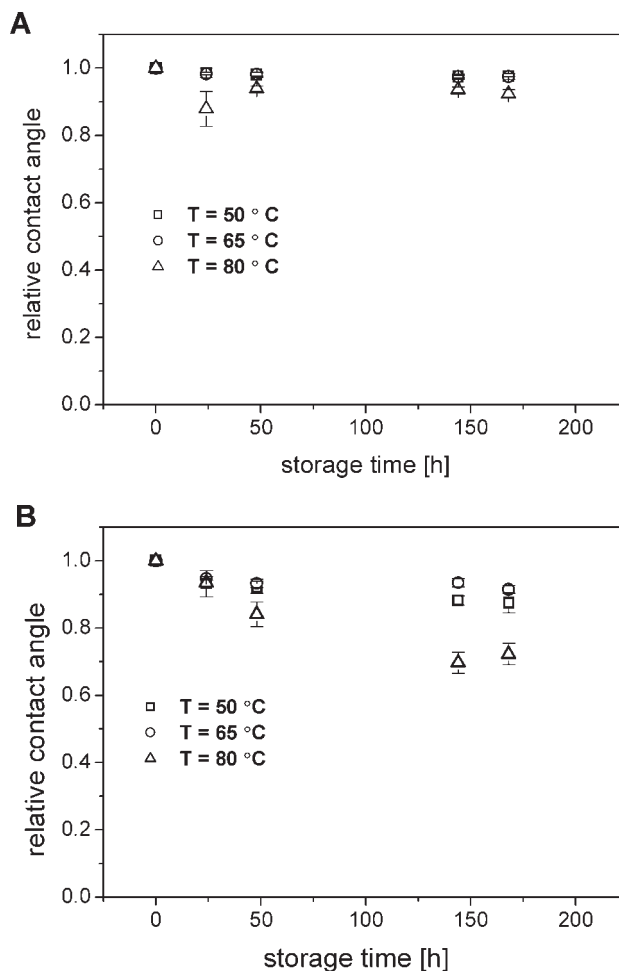 A
relative contact angle
1.0
0.8
0.6
0.4
0.2
0.0
T = 50 ° C
T = 65 ° C
T = 80 ° C
0 50 100 150 200
storage time [h]
B
relative contact angle
1.0
0.8
0.6
0.4
0.2
0.0
T = 50 °C
T = 65 °C
T = 80 °C
0 50 100 150 200
storage time [h]